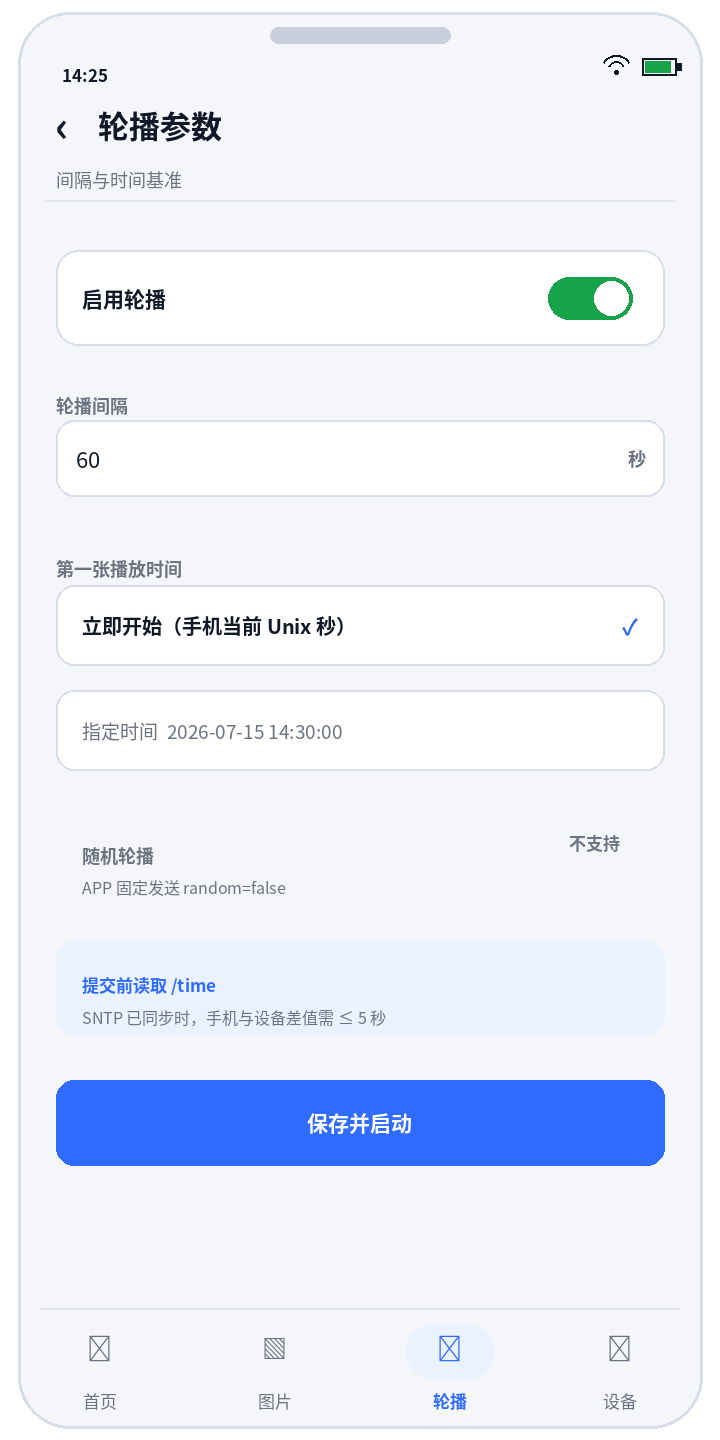 14:25
‹ 轮播参数
间隔与时间基准
启用轮播
轮播间隔
60 秒
第一张播放时间
立即开始（手机当前 Unix 秒） ✓
指定时间 2026-07-15 14:30:00
不支持
随机轮播
APP 固定发送 random=false
提交前读取 /time
SNTP 已同步时，手机与设备差值需 ≤ 5 秒
保存并启动
首页 图片 轮播 设备